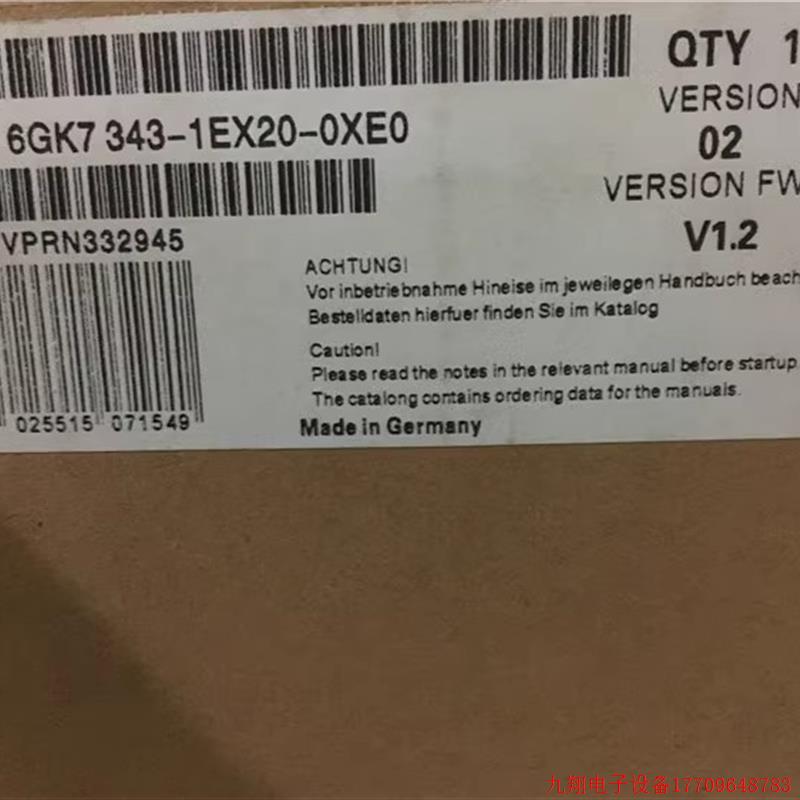 QTY 1
VERSION
6GK7 343-1EX20-0XE0
02
VERSION FW
VPRN332945
V1.2
ACHTUNG!
Vor inbetriebnahme Hineise im jeweilegen Handbuch beach
Bestelldaten hierfuer finden Sie im Katalog
Caution!
Please read the notes in the relevant manual before startup
The catalong contains ordering data for the manuals.
025515 071549
Made in Germany
九翔电子设备17709648783